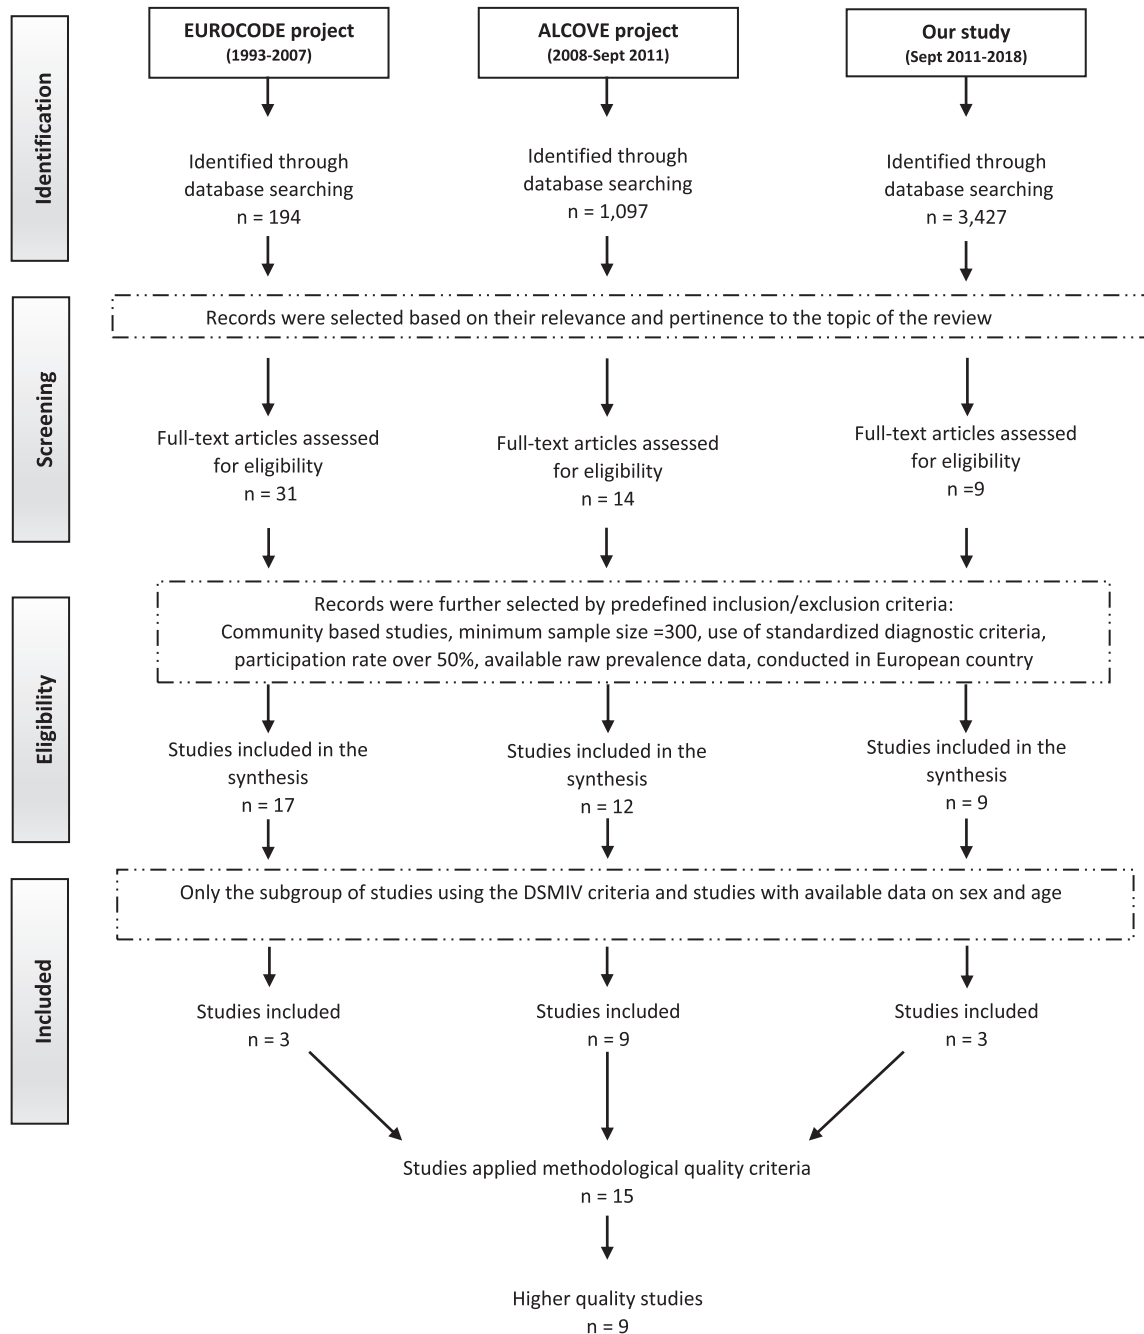 Identification
EUROCODE project
(1993-2007)
ALCOVE project
(2008-Sept 2011)
Our study
(Sept 2011-2018)
Identified through
database searching
n = 194
Identified through
database searching
n = 1,097
Identified through
database searching
n = 3,427
Screening
Records were selected based on their relevance and pertinence to the topic of the review
Full-text articles assessed
for eligibility
n = 31
Full-text articles assessed
for eligibility
n = 14
Full-text articles assessed
for eligibility
n =9
Eligibility
Records were further selected by predefined inclusion/exclusion criteria:
Community based studies, minimum sample size =300, use of standardized diagnostic criteria,
participation rate over 50%, available raw prevalence data, conducted in European country
Studies included in the
synthesis
n = 17
Studies included in the
synthesis
n = 12
Studies included in the
synthesis
n = 9
Included
Only the subgroup of studies using the DSMIV criteria and studies with available data on sex and age
Studies included
n = 3
Studies included
n = 9
Studies included
n = 3
Studies applied methodological quality criteria
n = 15
Higher quality studies
n = 9